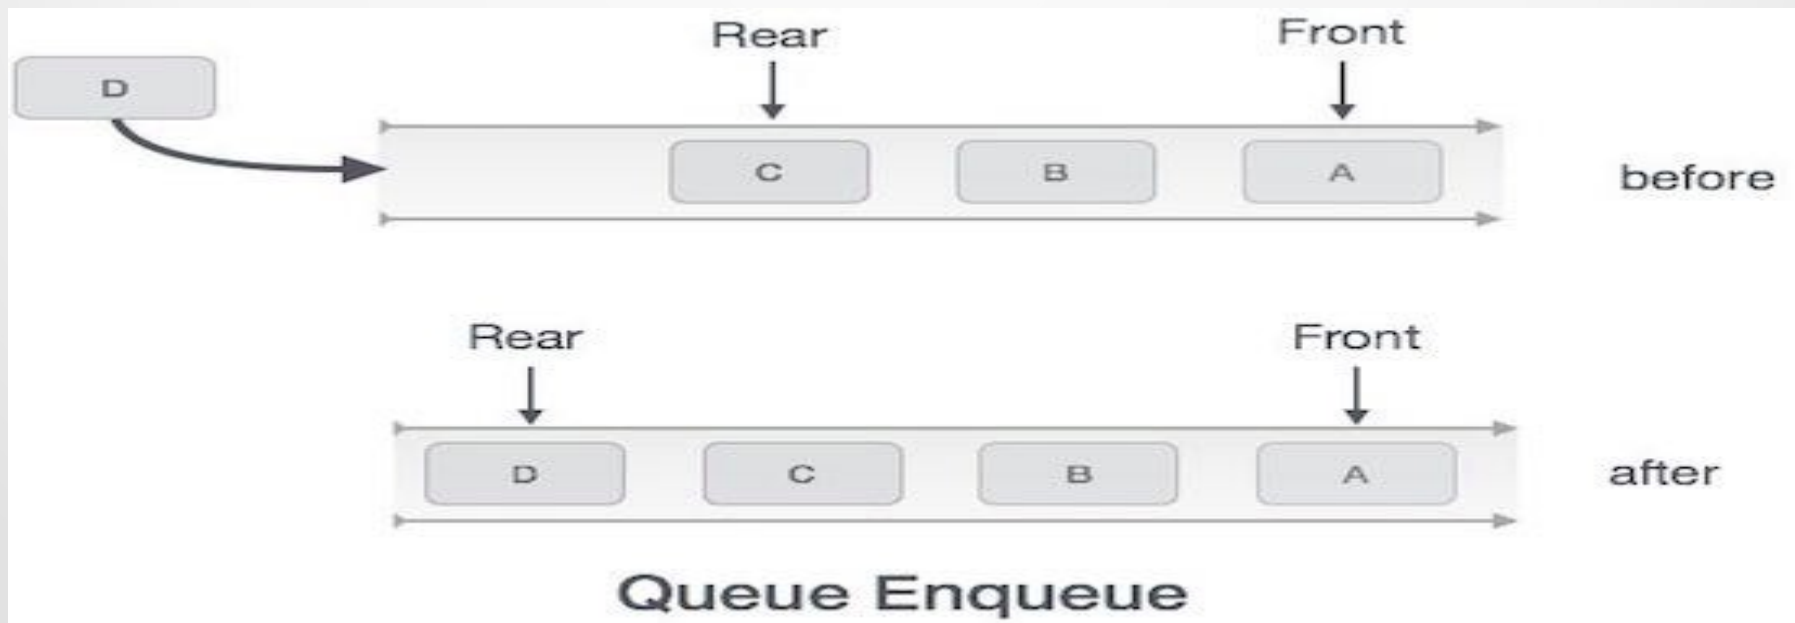 Rear Front
D
C B A before
Rear Front
D C B A after
Queue Enqueue